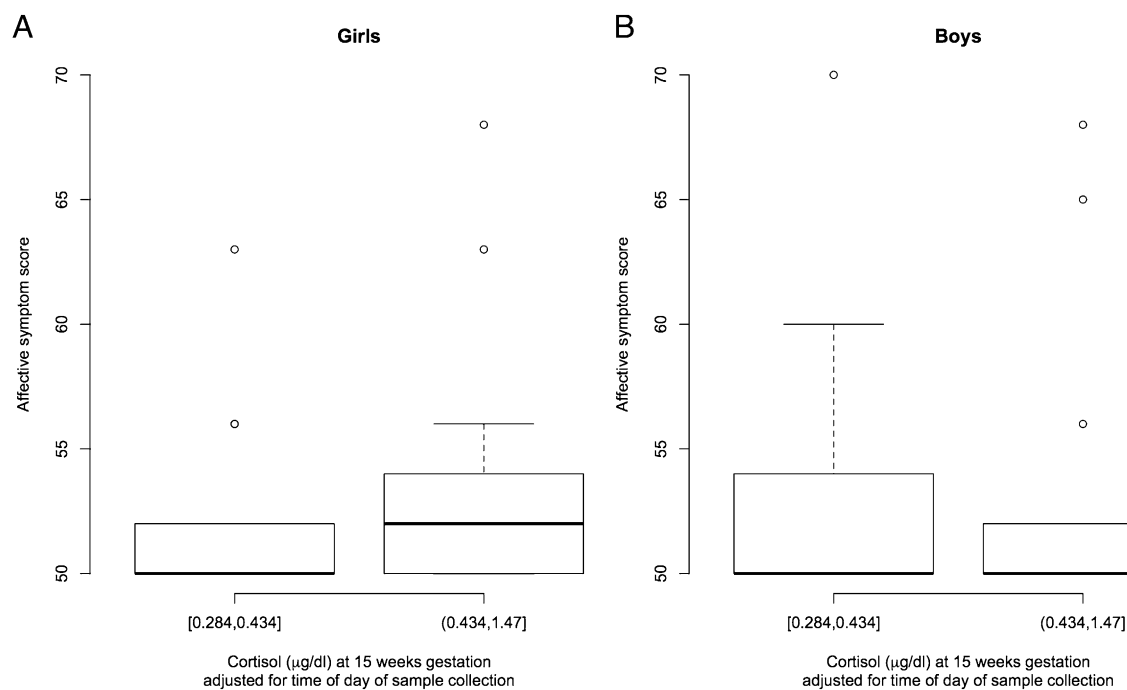 A
Girls
70
65
60
55
50
Affective symptom score
[0.284,0.434]
(0.434,1.47]
Cortisol (μg/dl) at 15 weeks gestation
adjusted for time of day of sample collection
B
Boys
70
65
60
55
50
Affective symptom score
[0.284,0.434]
(0.434,1.47]
Cortisol (μg/dl) at 15 weeks gestation
adjusted for time of day of sample collection